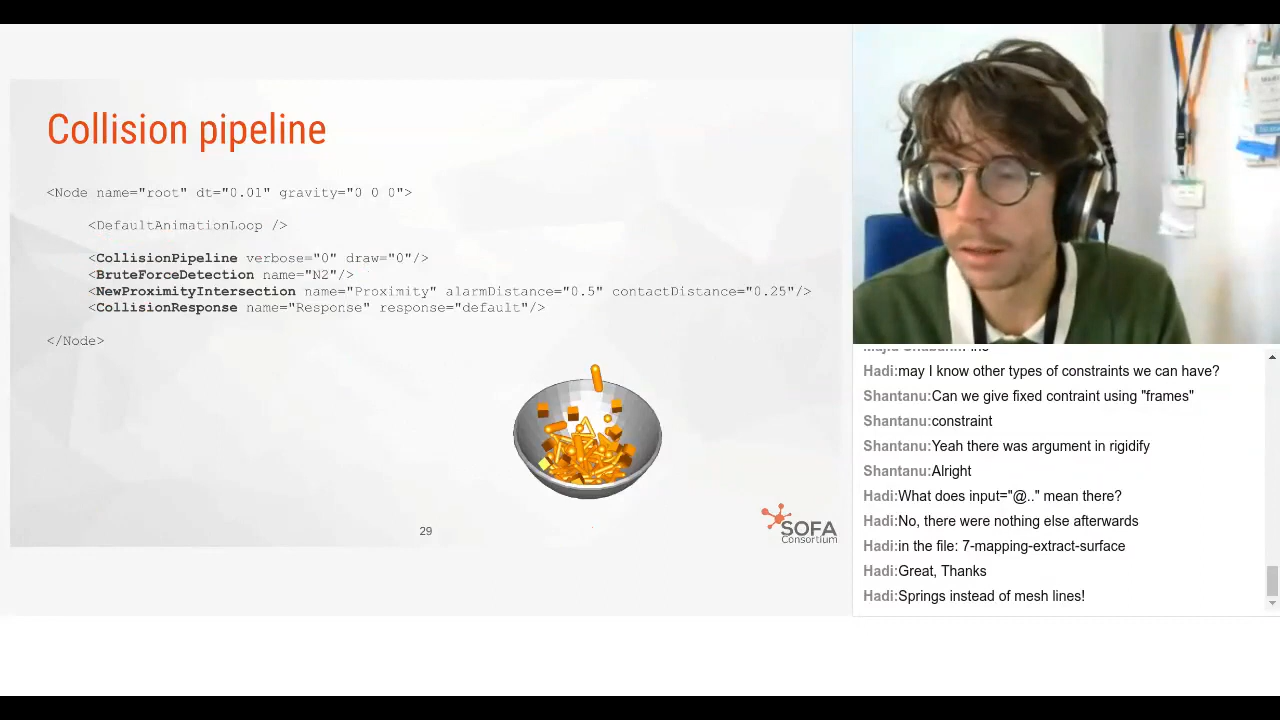 Collision pipeline
<Node name="root" dt="0.01" gravity="0 0 0">
<DefaultAnimationLoop />
<CollisionPipeline verbose="0" draw="0"/>
<BruteForceDetection name="N2"/>
<NewProximityIntersection name="Proximity" alarmDistance="0.5" contactDistance="0.25"/>
<CollisionResponse name="Response" response="default"/>
</Node>
29
SOFA
Consortium
Hadi:may I know other types of constraints we can have?
Shantanu:Can we give fixed contraint using "frames"
Shantanu:constraint
Shantanu:Yeah there was argument in rigidify
Shantanu:Alright
Hadi:What does input="@.." mean there?
Hadi:No, there were nothing else afterwards
Hadi:in the file: 7-mapping-extract-surface
Hadi:Great, Thanks
Hadi:Springs instead of mesh lines!